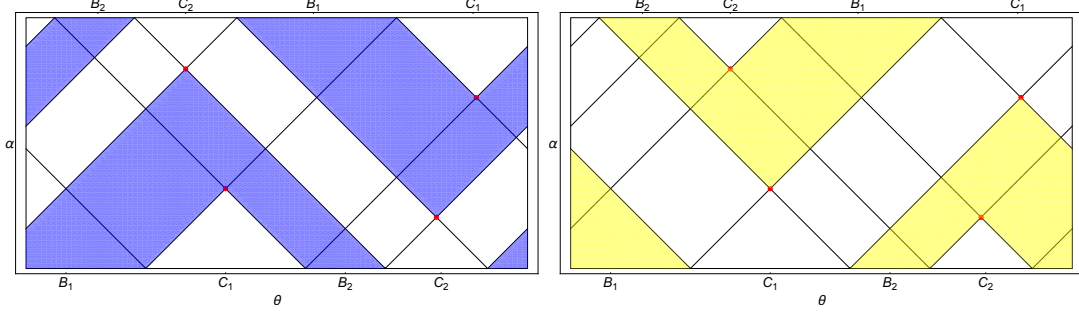 B₂ C₂ B₁ C₁ B₂ C₂ B₁ C₁
α α
B₁ C₁ B₂ C₂ B₁ C₁ B₂ C₂
θ θ